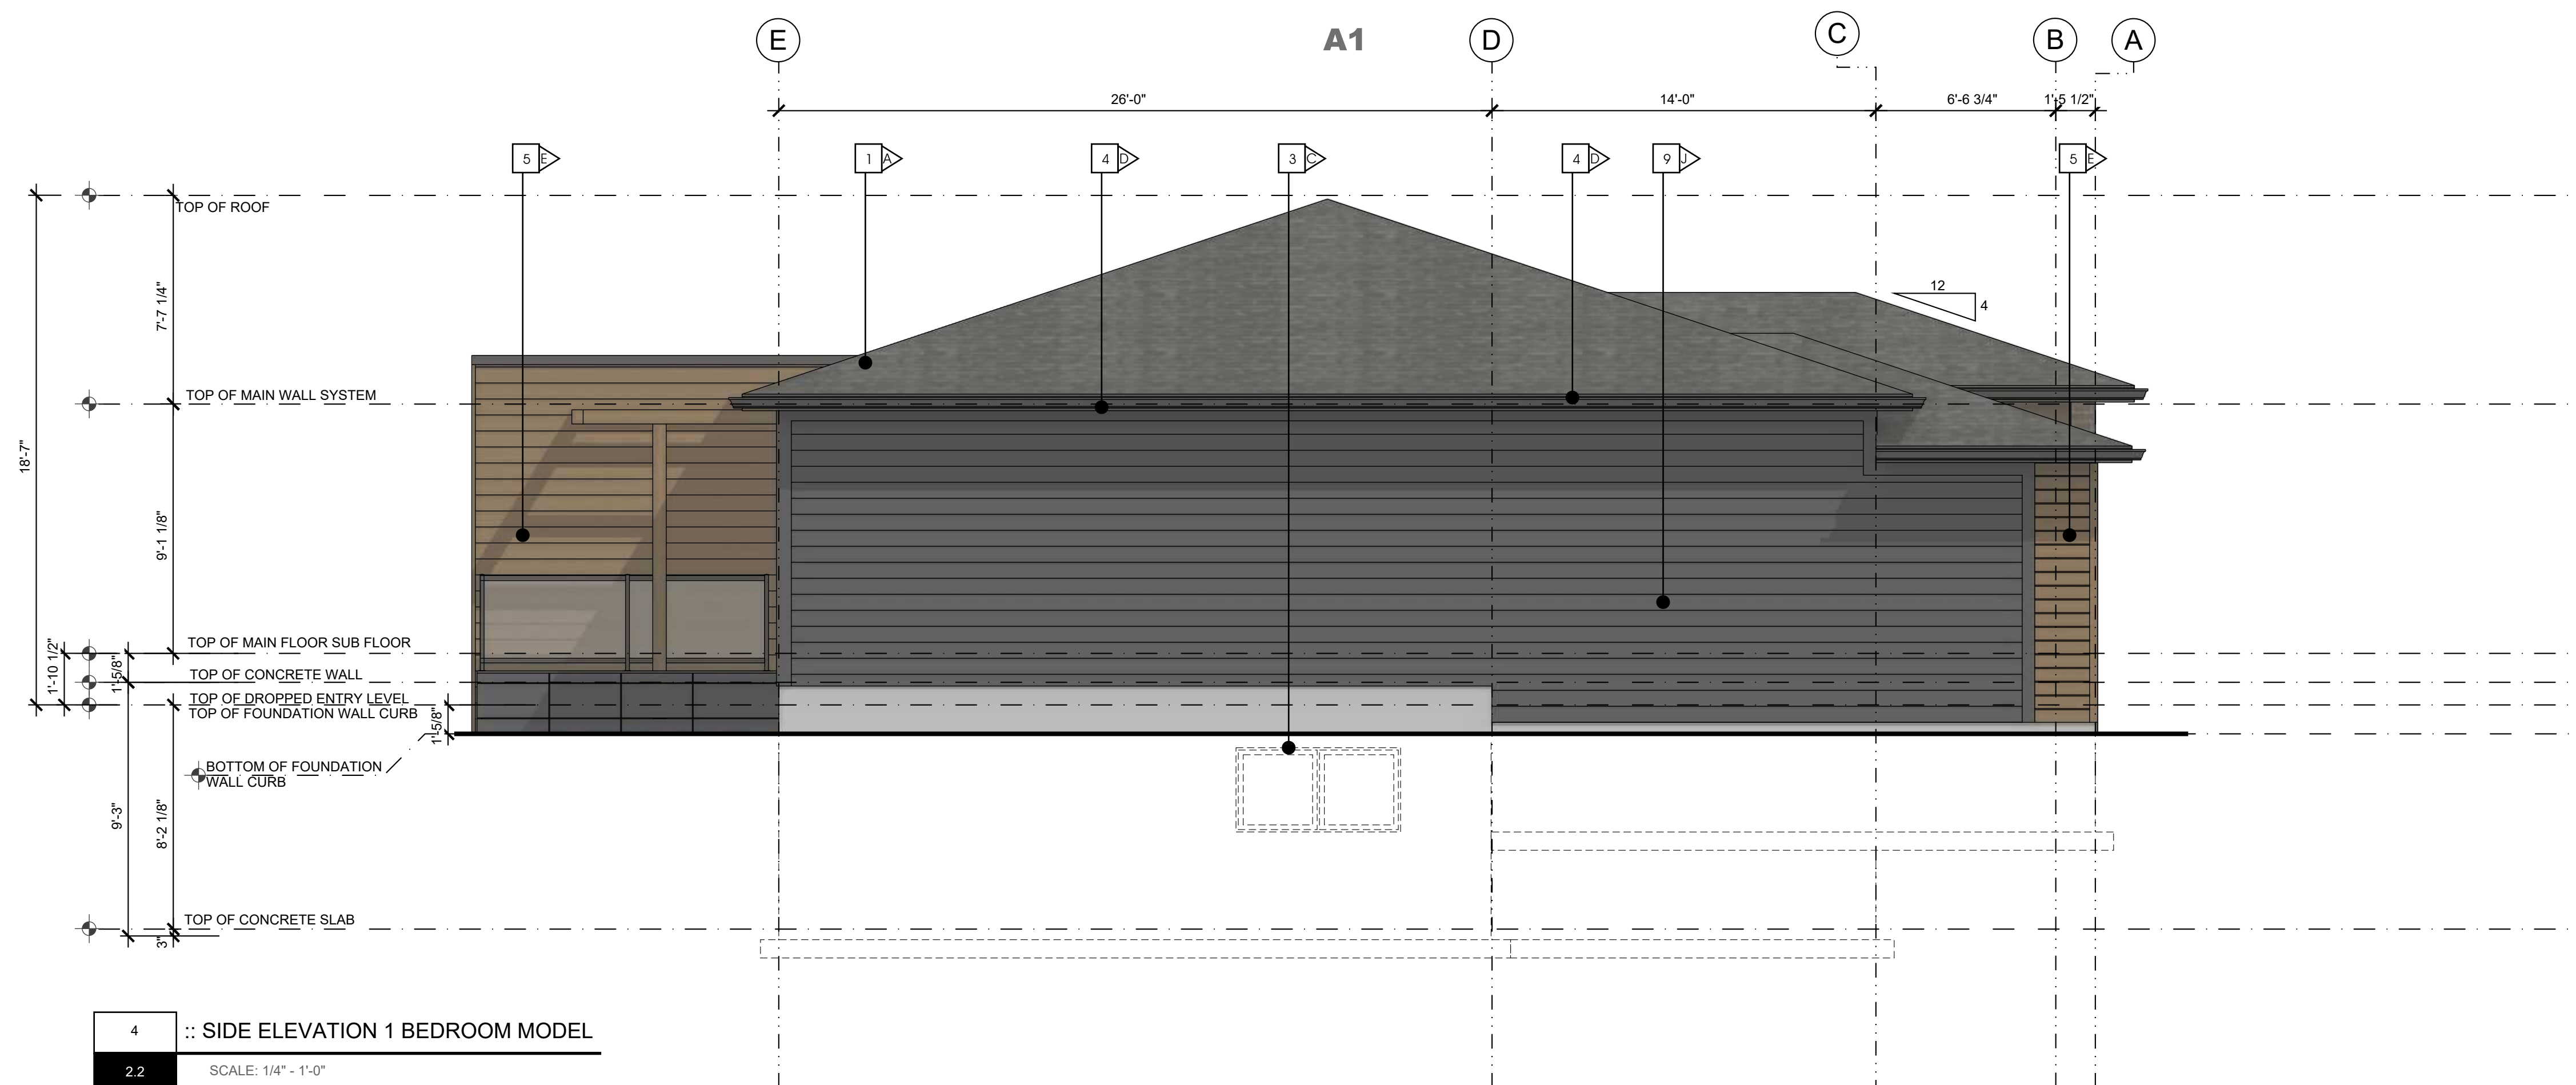 E
A1
D
C
B
A
26'-0"
14'-0"
6'-6 3/4"
1'-5 1/2"
5 E
1 A
4 D
3 C
4 D
9 J
5 E
TOP OF ROOF
12
4
7'-7 1/4"
TOP OF MAIN WALL SYSTEM
18'-7"
9'-1 1/8"
TOP OF MAIN FLOOR SUB FLOOR
1'-10 1/2"
1'-5/8"
TOP OF CONCRETE WALL
TOP OF DROPPED ENTRY LEVEL
TOP OF FOUNDATION WALL CURB
1'-5/8"
BOTTOM OF FOUNDATION
WALL CURB
9'-3"
8'-2 1/8"
TOP OF CONCRETE SLAB
3"
4
:: SIDE ELEVATION 1 BEDROOM MODEL
2.2
SCALE: 1/4" - 1'-0"